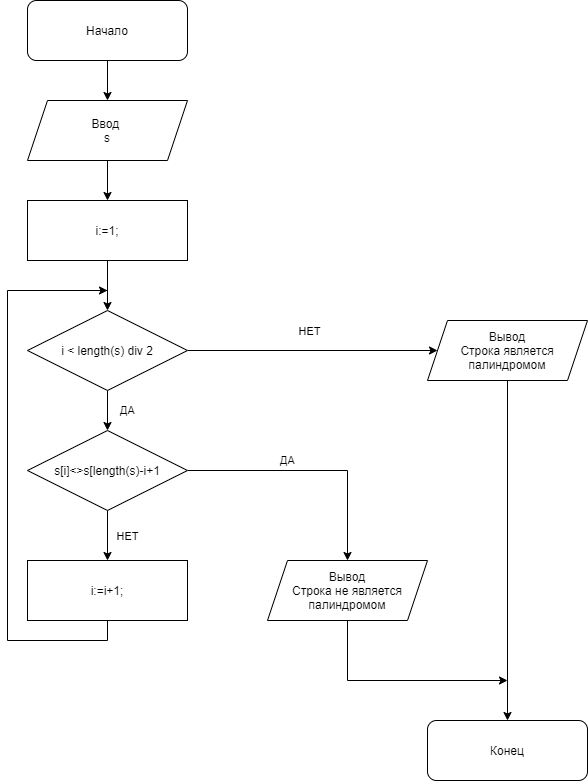 Начало
Ввод
s
i:=1;
i < length(s) div 2
НЕТ
Вывод
Строка является
палиндромом
ДА
s[i]<>s[length(s)-i+1
ДА
НЕТ
i:=i+1;
Вывод
Строка не является
палиндромом
Конец